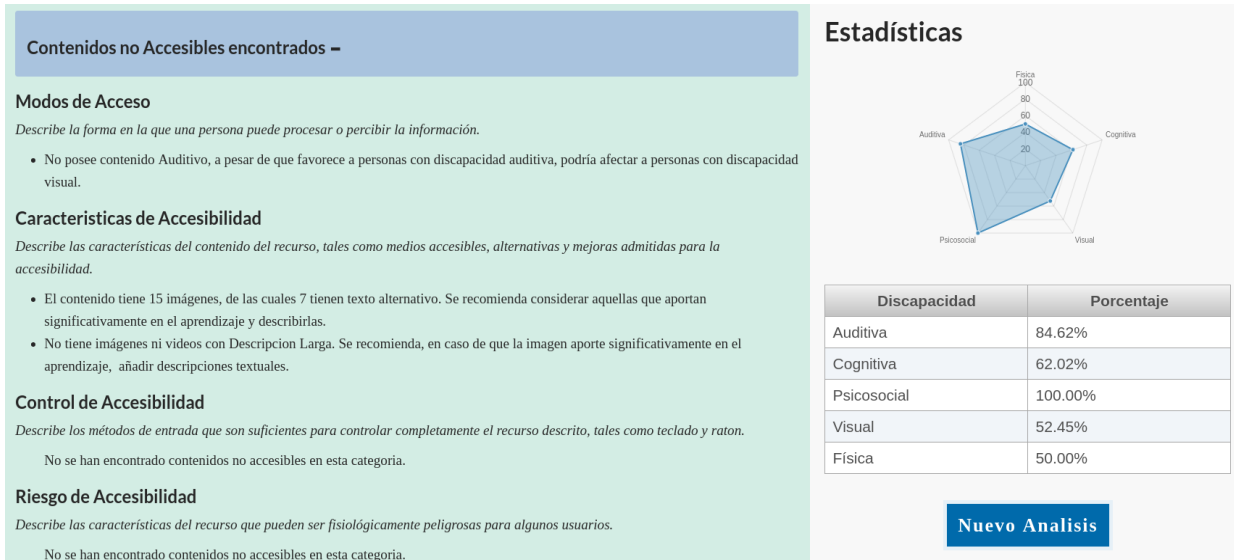 Contenidos no Accesibles encontrados –
Modos de Acceso
Describe la forma en la que una persona puede procesar o percibir la información.
• No posee contenido Auditivo, a pesar de que favorece a personas con discapacidad auditiva, podría afectar a personas con discapacidad
visual.
Caracteristicas de Accesibilidad
Describe las características del contenido del recurso, tales como medios accesibles, alternativas y mejoras admitidas para la
accesibilidad.
• El contenido tiene 15 imágenes, de las cuales 7 tienen texto alternativo. Se recomienda considerar aquellas que aportan
significativamente en el aprendizaje y describirlas.
• No tiene imágenes ni videos con Descripcion Larga. Se recomienda, en caso de que la imagen aporte significativamente en el
aprendizaje, añadir descripciones textuales.
Control de Accesibilidad
Describe los métodos de entrada que son suficientes para controlar completamente el recurso descrito, tales como teclado y raton.
No se han encontrado contenidos no accesibles en esta categoria.
Riesgo de Accesibilidad
Describe las características del recurso que pueden ser fisiológicamente peligrosas para algunos usuarios.
No se han encontrado contenidos no accesibles en esta categoria.
Estadísticas
Física
100
80
60
40
20
Auditiva
Cognitiva
Psicosocial
Visual
Discapacidad Porcentaje
Auditiva 84.62%
Cognitiva 62.02%
Psicosocial 100.00%
Visual 52.45%
Física 50.00%
Nuevo Analisis